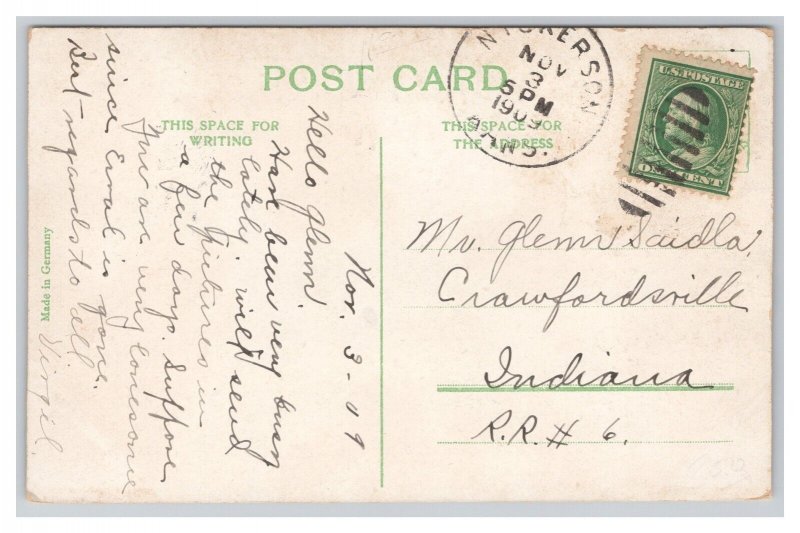 POST CARD
THIS SPACE FOR
WRITING
THIS SPACE FOR
THE ADDRESS
NICKERSON
NOV
3
5 PM
1909
KANS.
U.S. POSTAGE
ONE CENT
Nov. 3 - 09
Hello Glenn.
Have been very busy
lately. will send
the pictures in
a few days. Suppose
you are very lonesome
since Errol is gone.
Best regards to all
Virgil.
Mr. Glenn Saidla,
Crawfordsville
Indiana
R.R.# 6.
Made in Germany